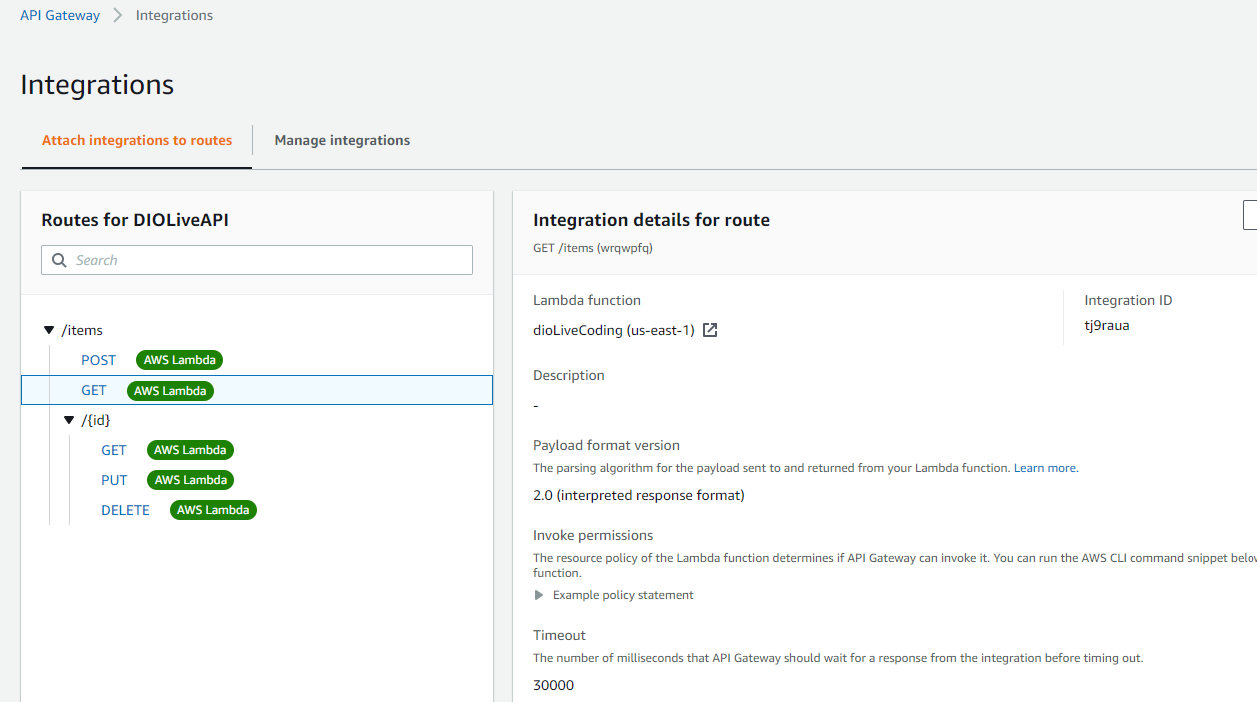 API Gateway > Integrations
Integrations
Attach integrations to routes
Manage integrations
Routes for DIOLiveAPI
Search
/items
POST AWS Lambda
GET AWS Lambda
/{id}
GET AWS Lambda
PUT AWS Lambda
DELETE AWS Lambda
Integration details for route
GET /items (wrqwpfq)
Lambda function
dioLiveCoding (us-east-1)
Integration ID
tj9raua
Description
-
Payload format version
The parsing algorithm for the payload sent to and returned from your Lambda function. Learn more.
2.0 (interpreted response format)
Invoke permissions
The resource policy of the Lambda function determines if API Gateway can invoke it. You can run the AWS CLI command snippet
function.
Example policy statement
Timeout
The number of milliseconds that API Gateway should wait for a response from the integration before timing out.
30000